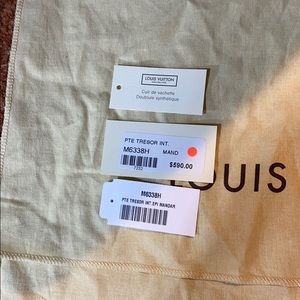 LOUIS VUITTON
Cuir de vachette
Doublure synthétique
PTE TRESOR INT.
M6338H MAND
$590.00
7252
LOUIS
M6338H
PTE TRESOR INT.EPI MANDAR